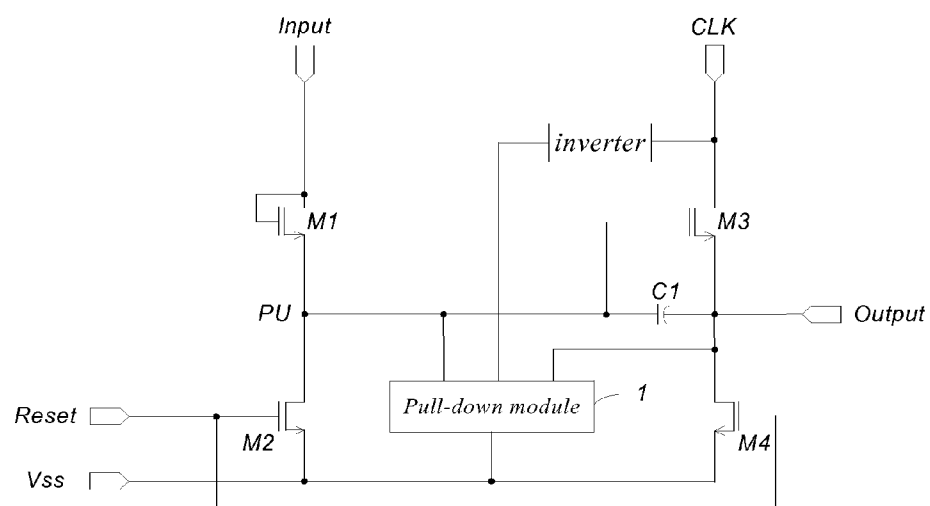 Input
CLK
inverter
M1
M3
C1
PU
Output
1
Pull-down module
Reset
M2
M4
Vss